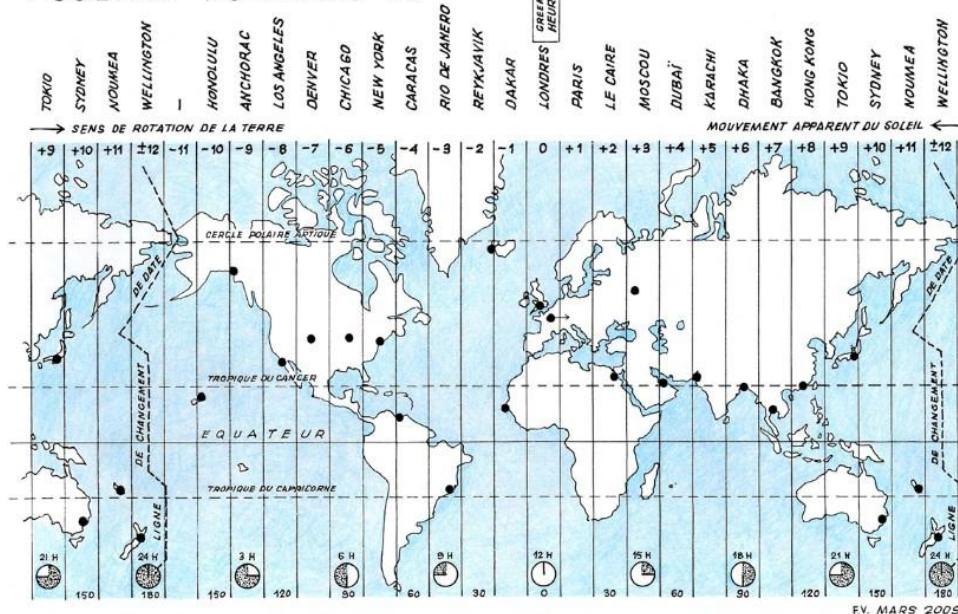 GREEN
HEURE
TOKIO
SYDNEY
NOUMEA
WELLINGTON
—
HONOLULU
ANCHORAC
LOS ANGELES
DENVER
CHICAGO
NEW YORK
CARACAS
RIO DE JANERO
REYKJAVIK
DAKAR
LONDRES
PARIS
LE CAIRE
MOSCOU
DUBAÏ
KARACHI
DHAKA
BANGKOK
HONG KONG
TOKIO
SYDNEY
NOUMEA
WELLINGTON
→ SENS DE ROTATION DE LA TERRE
MOUVEMENT APPARENT DU SOLEIL ←
+9 +10 +11 ±12 -11 -10 -9 -8 -7 -6 -5 -4 -3 -2 -1 0 +1 +2 +3 +4 +5 +6 +7 +8 +9 +10 +11 ±12
CERCLE POLAIRE ARTIQUE
DE DATE
DE DATE
TROPIQUE DU CANCER
DE CHANGEMENT
DE CHANGEMENT
EQUATEUR
TROPIQUE DU CAPRICORNE
LIGNE
LIGNE
21 H 24 H 3 H 6 H 9 H 12 H 15 H 18 H 21 H 24 H
150 180 150 120 90 60 30 0 30 60 90 120 150 180
F.V. MARS 2009